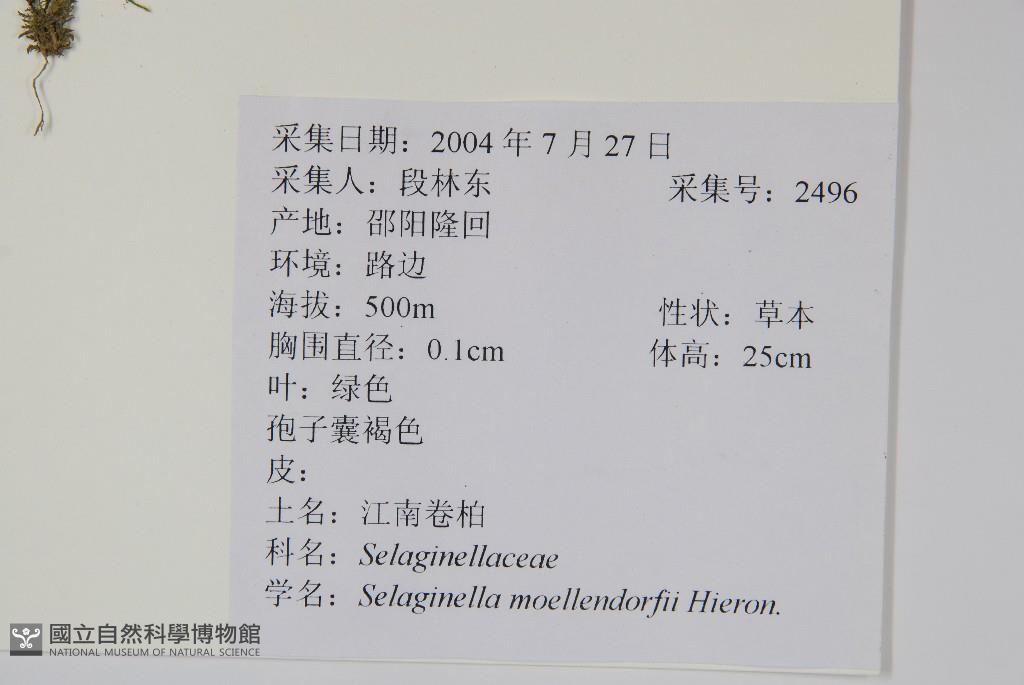 采集日期：2004 年 7 月 27 日
采集人：段林东 采集号：2496
产地：邵阳隆回
环境：路边
海拔：500m 性状：草本
胸围直径：0.1cm 体高：25cm
叶：绿色
孢子囊褐色
皮：
土名：江南卷柏
科名：Selaginellaceae
学名：Selaginella moellendorfii Hieron.
國立自然科學博物館
NATIONAL MUSEUM OF NATURAL SCIENCE